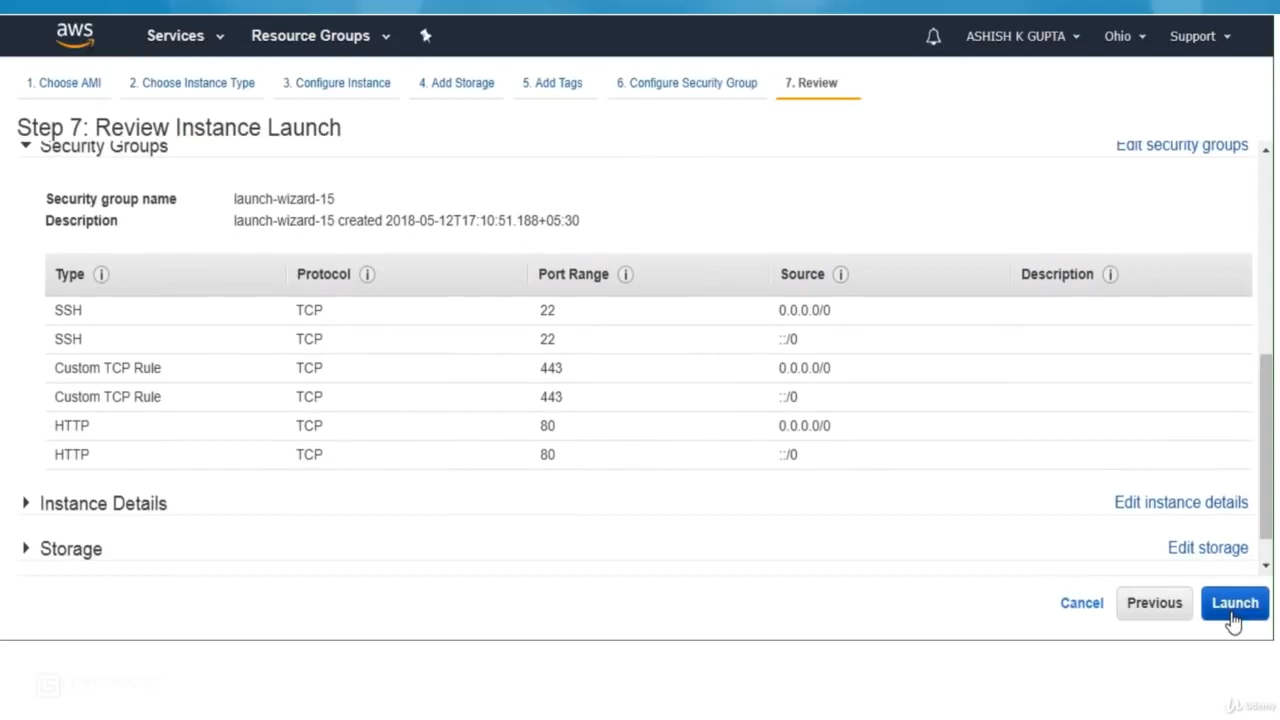 aws Services Resource Groups ASHISH K GUPTA Ohio Support
1. Choose AMI 2. Choose Instance Type 3. Configure Instance 4. Add Storage 5. Add Tags 6. Configure Security Group 7. Review
Step 7: Review Instance Launch
Security Groups Edit security groups
Security group name launch-wizard-15
Description launch-wizard-15 created 2018-05-12T17:10:51.188+05:30
Type i Protocol i Port Range i Source i Description i
SSH TCP 22 0.0.0.0/0
SSH TCP 22 ::/0
Custom TCP Rule TCP 443 0.0.0.0/0
Custom TCP Rule TCP 443 ::/0
HTTP TCP 80 0.0.0.0/0
HTTP TCP 80 ::/0
Instance Details Edit instance details
Storage Edit storage
Cancel Previous Launch
Udemy